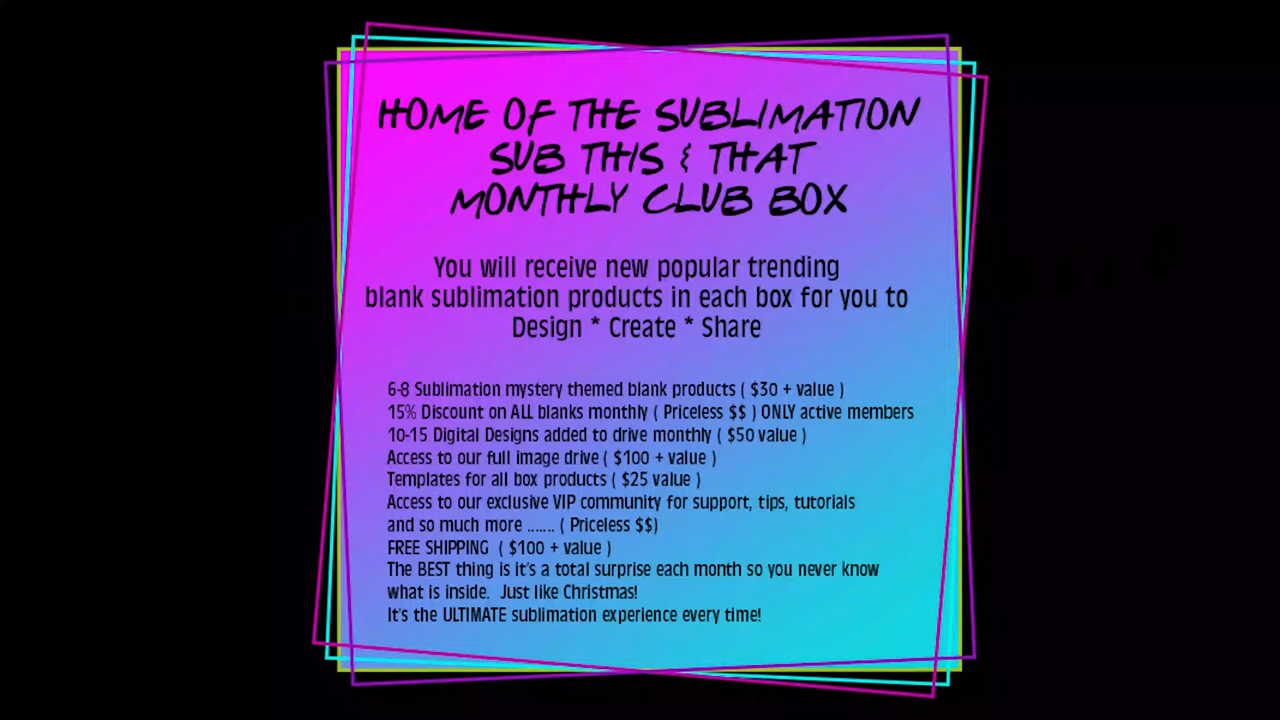 HOME OF THE SUBLIMATION
SUB THIS & THAT
MONTHLY CLUB BOX
You will receive new popular trending
blank sublimation products in each box for you to
Design * Create * Share
6-8 Sublimation mystery themed blank products ( $30 + value )
15% Discount on ALL blanks monthly ( Priceless $$ ) ONLY active members
10-15 Digital Designs added to drive monthly ( $50 value )
Access to our full image drive ( $100 + value )
Templates for all box products ( $25 value )
Access to our exclusive VIP community for support, tips, tutorials
and so much more ....... ( Priceless $$)
FREE SHIPPING  ( $100 + value )
The BEST thing is it's a total surprise each month so you never know
what is inside.  Just like Christmas!
It's the ULTIMATE sublimation experience every time!